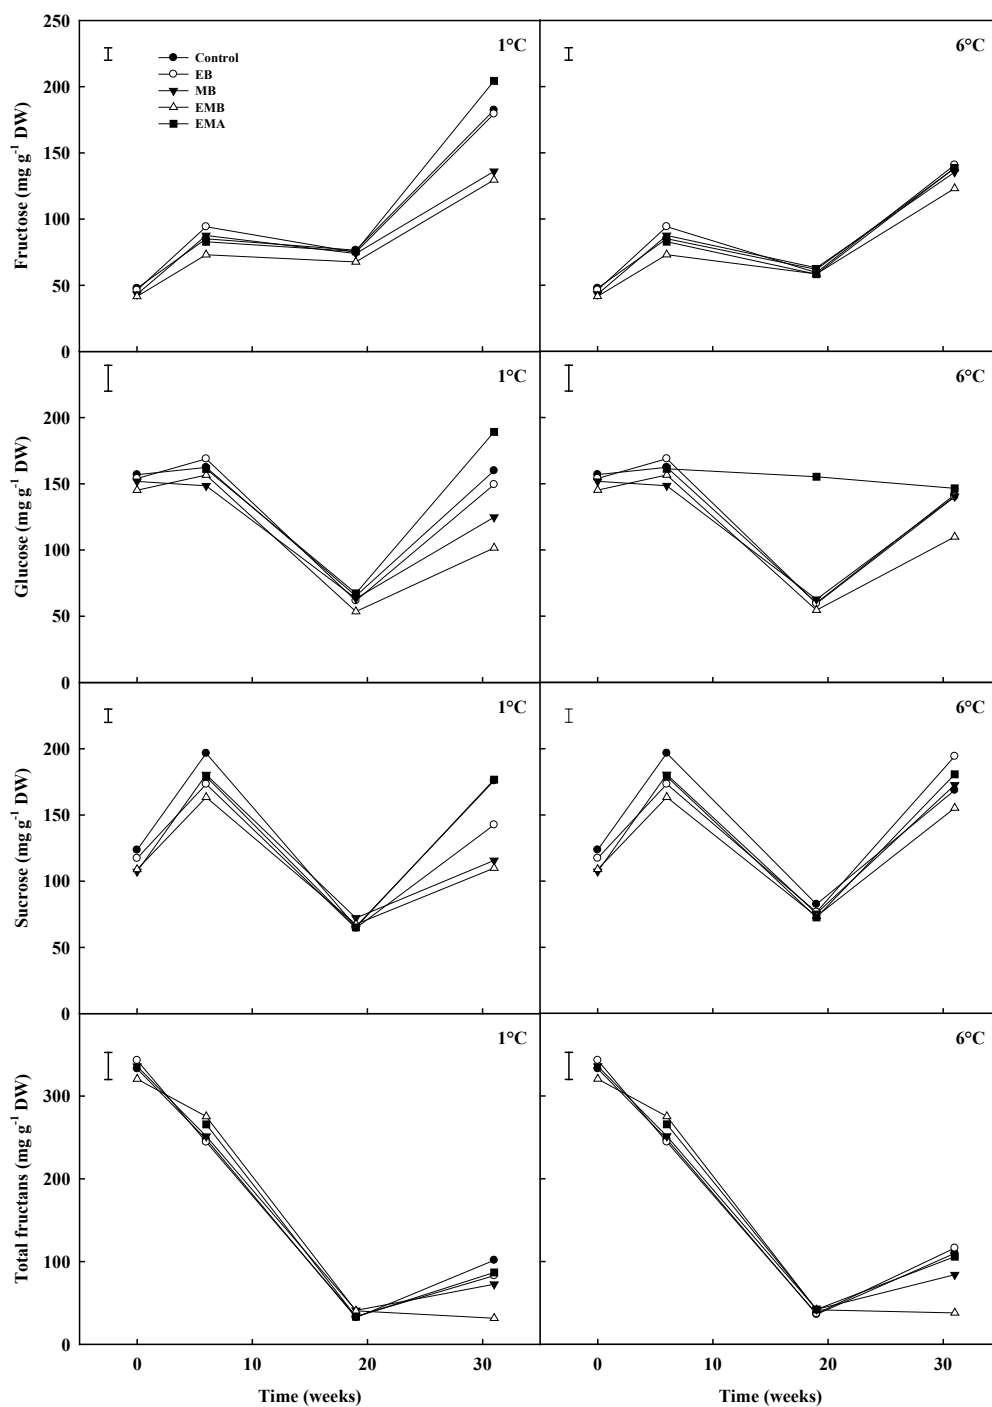 250
200
150
100
50
0
Fructose (mg g⁻¹ DW)
1°C
Control
EB
MB
EMB
EMA
6°C
200
150
100
50
0
Glucose (mg g⁻¹ DW)
1°C
6°C
200
150
100
50
0
Sucrose (mg g⁻¹ DW)
1°C
6°C
300
200
100
0
Total fructans (mg g⁻¹ DW)
1°C
6°C
0 10 20 30 0 10 20 30
Time (weeks) Time (weeks)